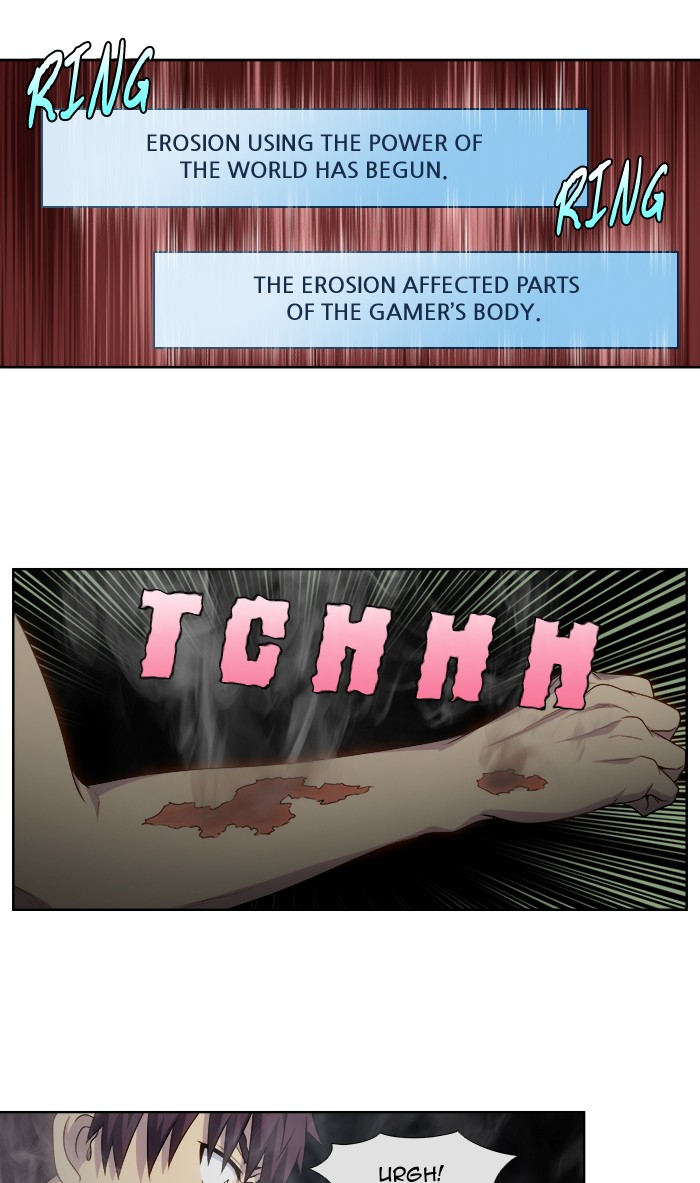 RING
EROSION USING THE POWER OF
THE WORLD HAS BEGUN.
RING
THE EROSION AFFECTED PARTS
OF THE GAMER'S BODY.
TCHHH
URGH!